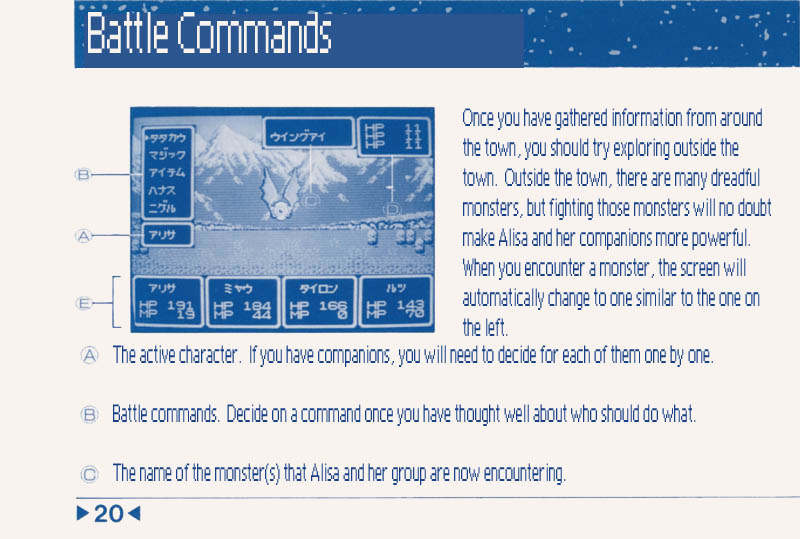 Battle Commands
タタカウ
マジック
アイテム
ハナス
ニゲル
ウイングアイ
HP 11
HP 11
HP 11
B
C
D
A
アリサ
E
アリサ ミャウ タイロン ルツ
HP 191 HP 184 HP 166 HP 143
MP 19 MP 44 MP 0 MP 70
Once you have gathered information from around
the town, you should try exploring outside the
town. Outside the town, there are many dreadful
monsters, but fighting those monsters will no doubt
make Alisa and her companions more powerful.
When you encounter a monster, the screen will
automatically change to one similar to the one on
the left.
A The active character. If you have companions, you will need to decide for each of them one by one.
B Battle commands. Decide on a command once you have thought well about who should do what.
C The name of the monster(s) that Alisa and her group are now encountering.
▶20◀